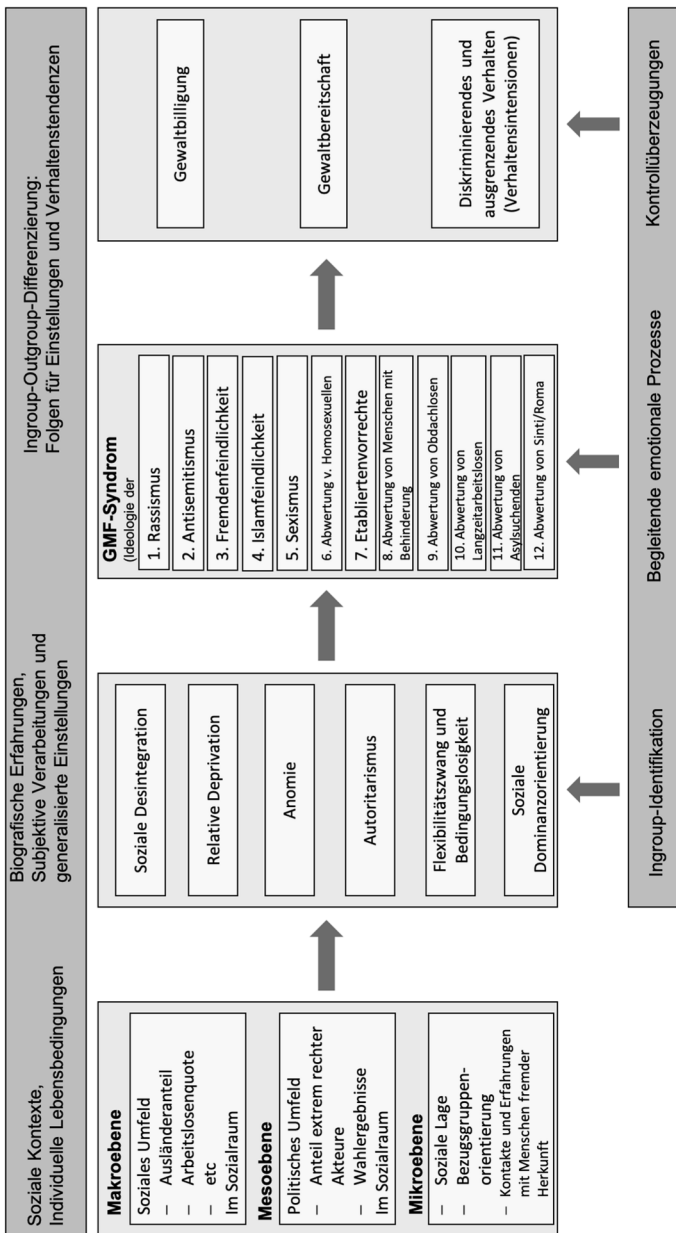 Soziale Kontexte,
Individuelle Lebensbedingungen
Biografische Erfahrungen,
Subjektive Verarbeitungen und
generalisierte Einstellungen
Ingroup-Outgroup-Differenzierung:
Folgen für Einstellungen und Verhaltenstendenzen
Makroebene
Soziales Umfeld
– Ausländeranteil
– Arbeitslosenquote
– etc
Im Sozialraum
Mesoebene
Politisches Umfeld
– Anteil extrem rechter
Akteure
– Wahlergebnisse
Im Sozialraum
Mikroebene
– Soziale Lage
– Bezugsgruppen-
orientierung
– Kontakte und Erfahrungen
mit Menschen fremder
Herkunft
Soziale Desintegration
Relative Deprivation
Anomie
Autoritarismus
Flexibilitätszwang und
Bedingungslosigkeit
Soziale
Dominanzorientierung
GMF-Syndrom
(Ideologie der
1. Rassismus
2. Antisemitismus
3. Fremdenfeindlichkeit
4. Islamfeindlichkeit
5. Sexismus
6. Abwertung v. Homosexuellen
7. Etabliertenvorrechte
8. Abwertung von Menschen mit
Behinderung
9. Abwertung von Obdachlosen
10. Abwertung von
Langzeitarbeitslosen
11. Abwertung von
Asylsuchenden
12. Abwertung von Sinti/Roma
Gewaltbilligung
Gewaltbereitschaft
Diskriminierendes und
ausgrenzendes Verhalten
(Verhaltensintensionen)
Ingroup-Identifikation
Begleitende emotionale Prozesse
Kontrollüberzeugungen